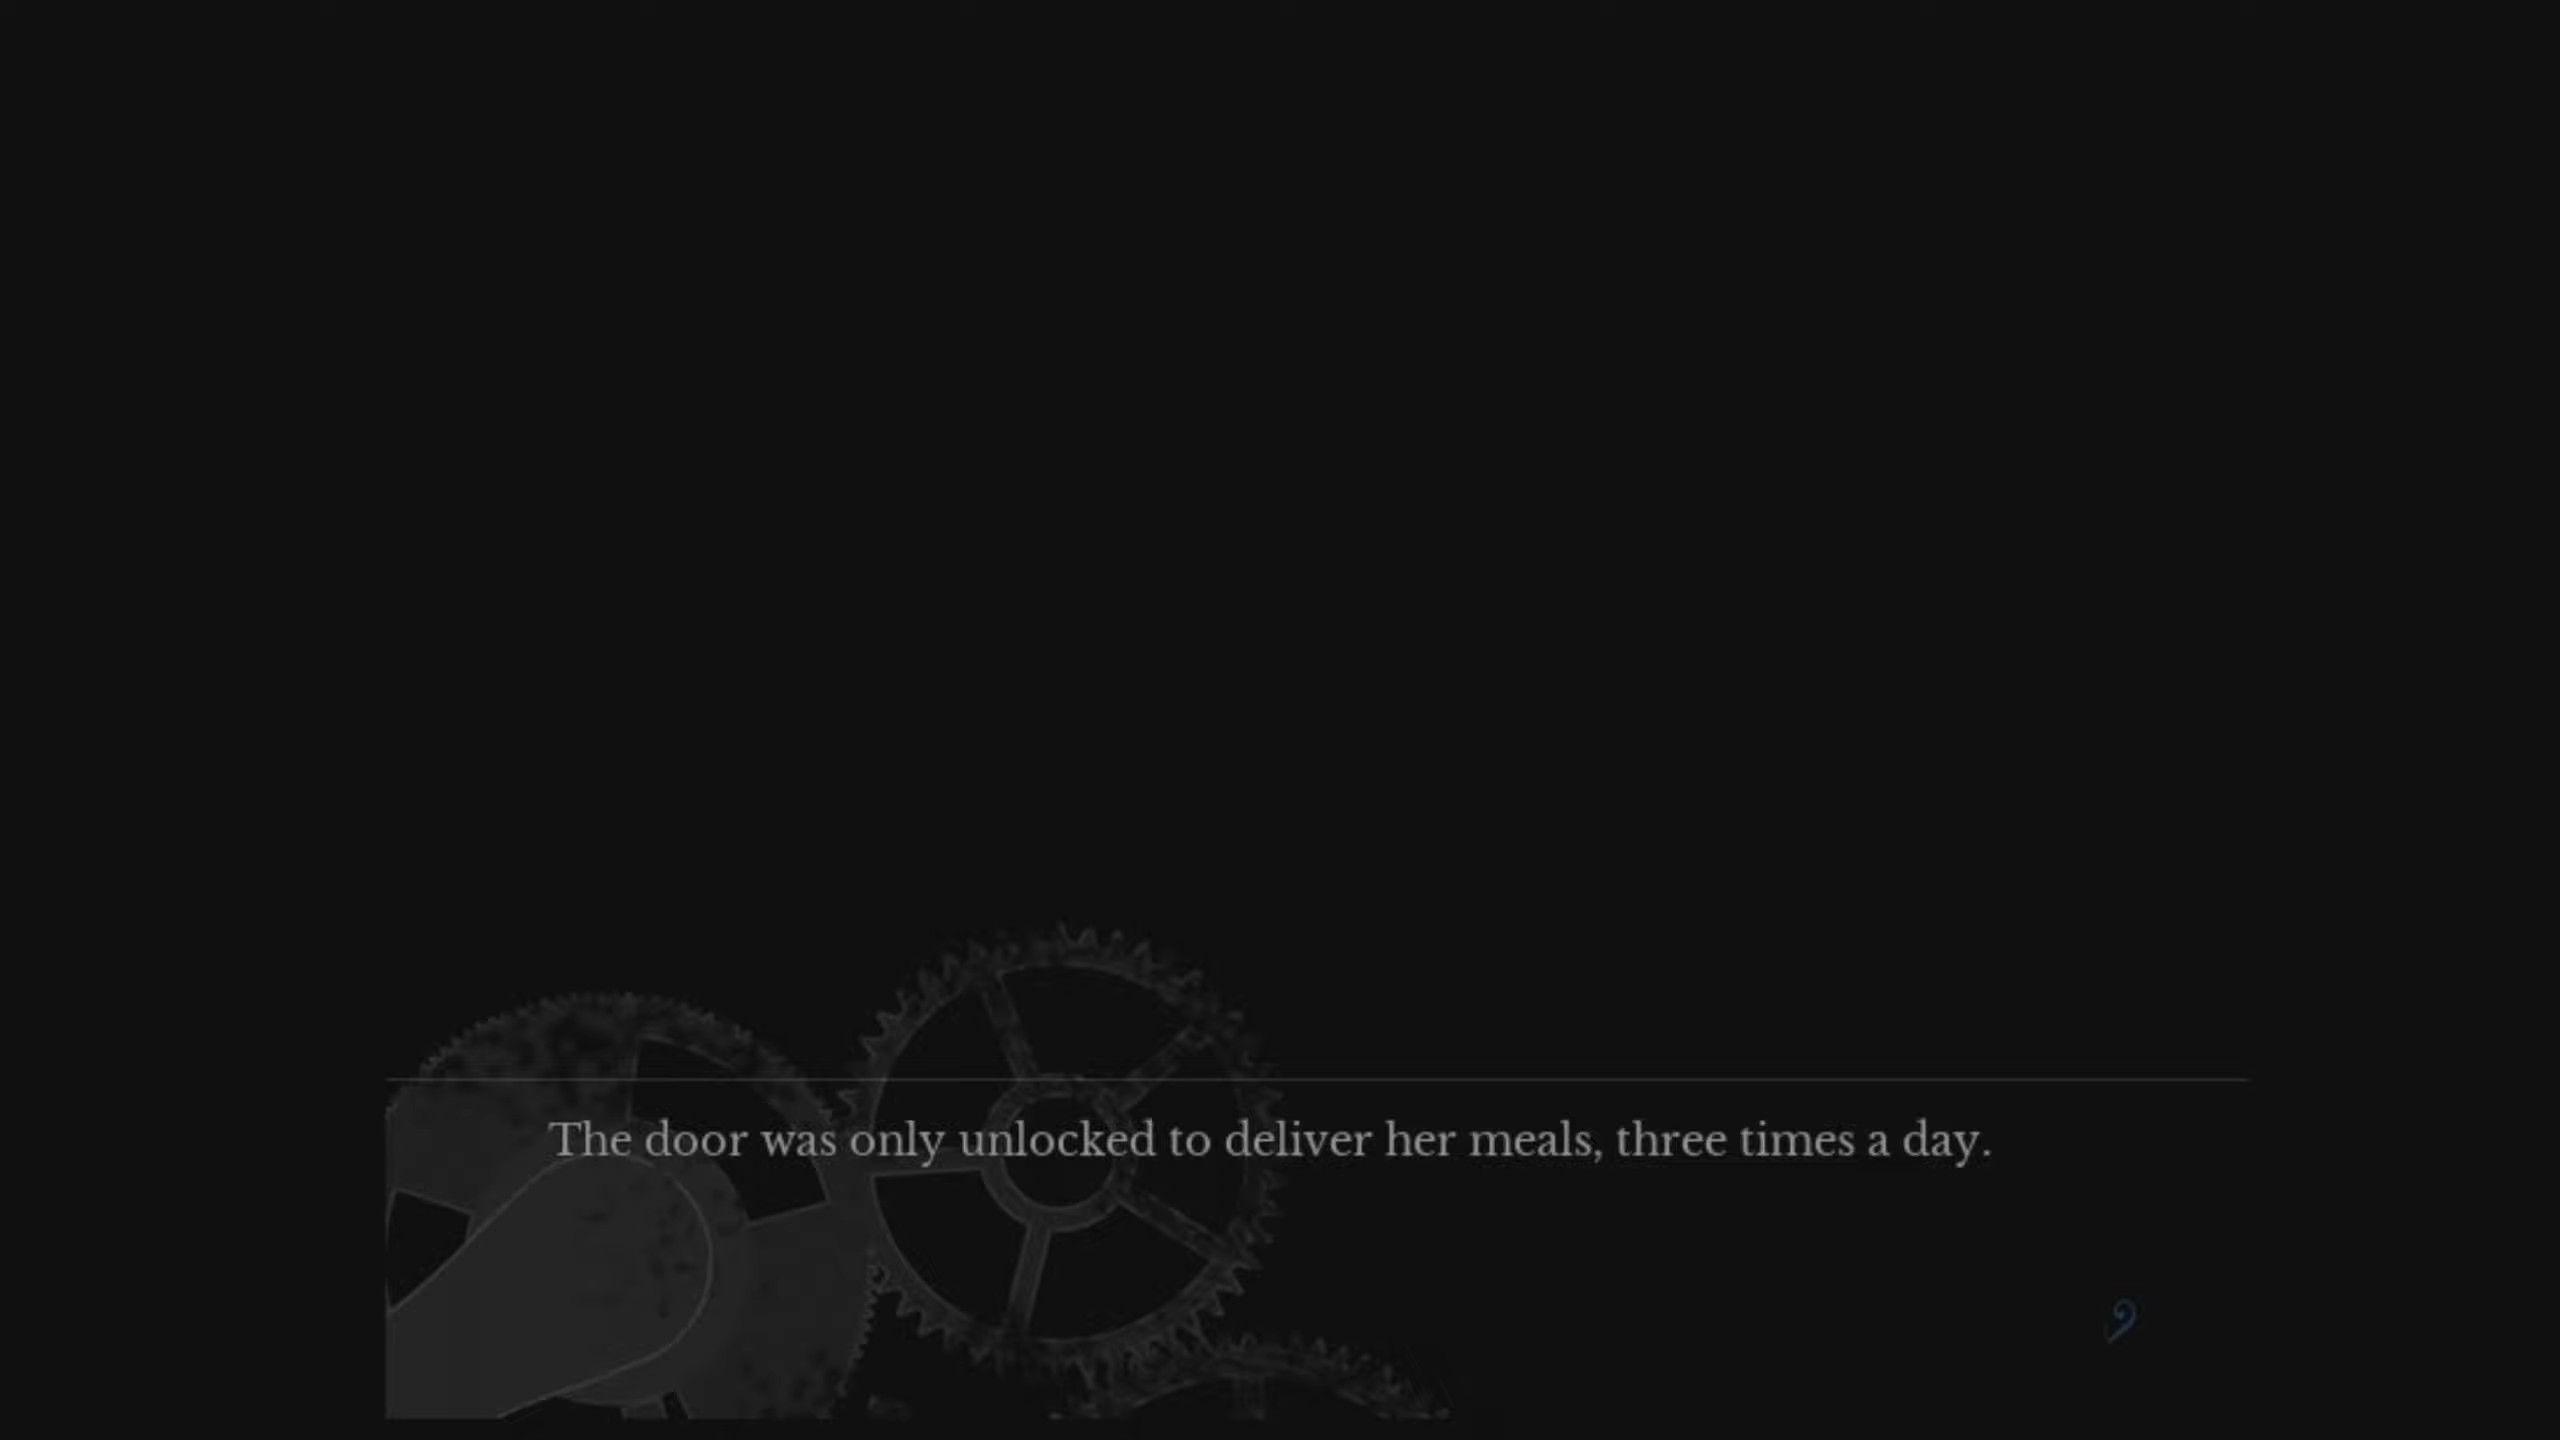 The door was only unlocked to deliver her meals, three times a day.